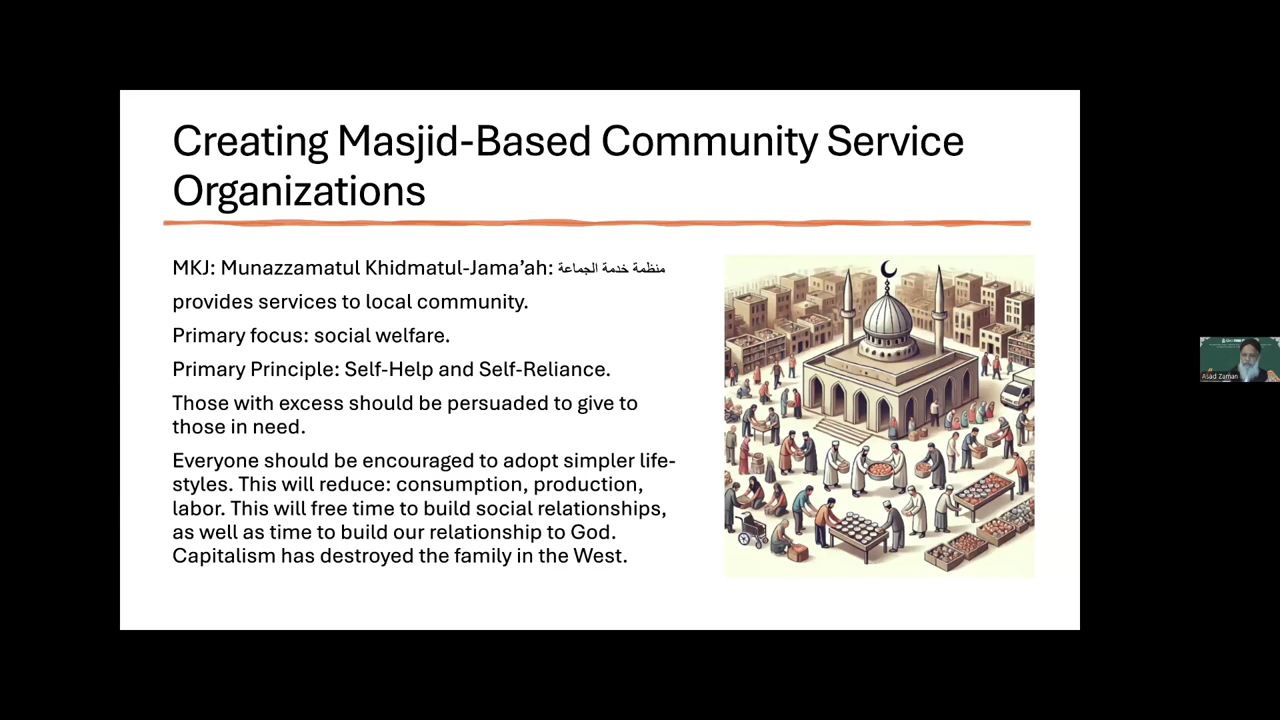 Creating Masjid-Based Community Service
Organizations
MKJ: Munazzamatul Khidmatul-Jama’ah: منظمة خدمة الجماعة
provides services to local community.
Primary focus: social welfare.
Primary Principle: Self-Help and Self-Reliance.
Those with excess should be persuaded to give to
those in need.
Everyone should be encouraged to adopt simpler life-
styles. This will reduce: consumption, production,
labor. This will free time to build social relationships,
as well as time to build our relationship to God.
Capitalism has destroyed the family in the West.
Asad Zaman